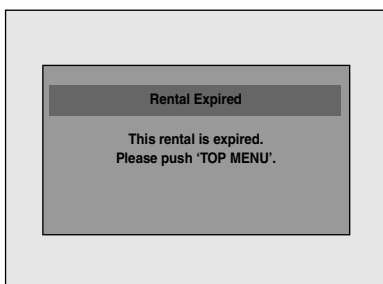 Rental Expired
This rental is expired.
Please push ‘TOP MENU’.